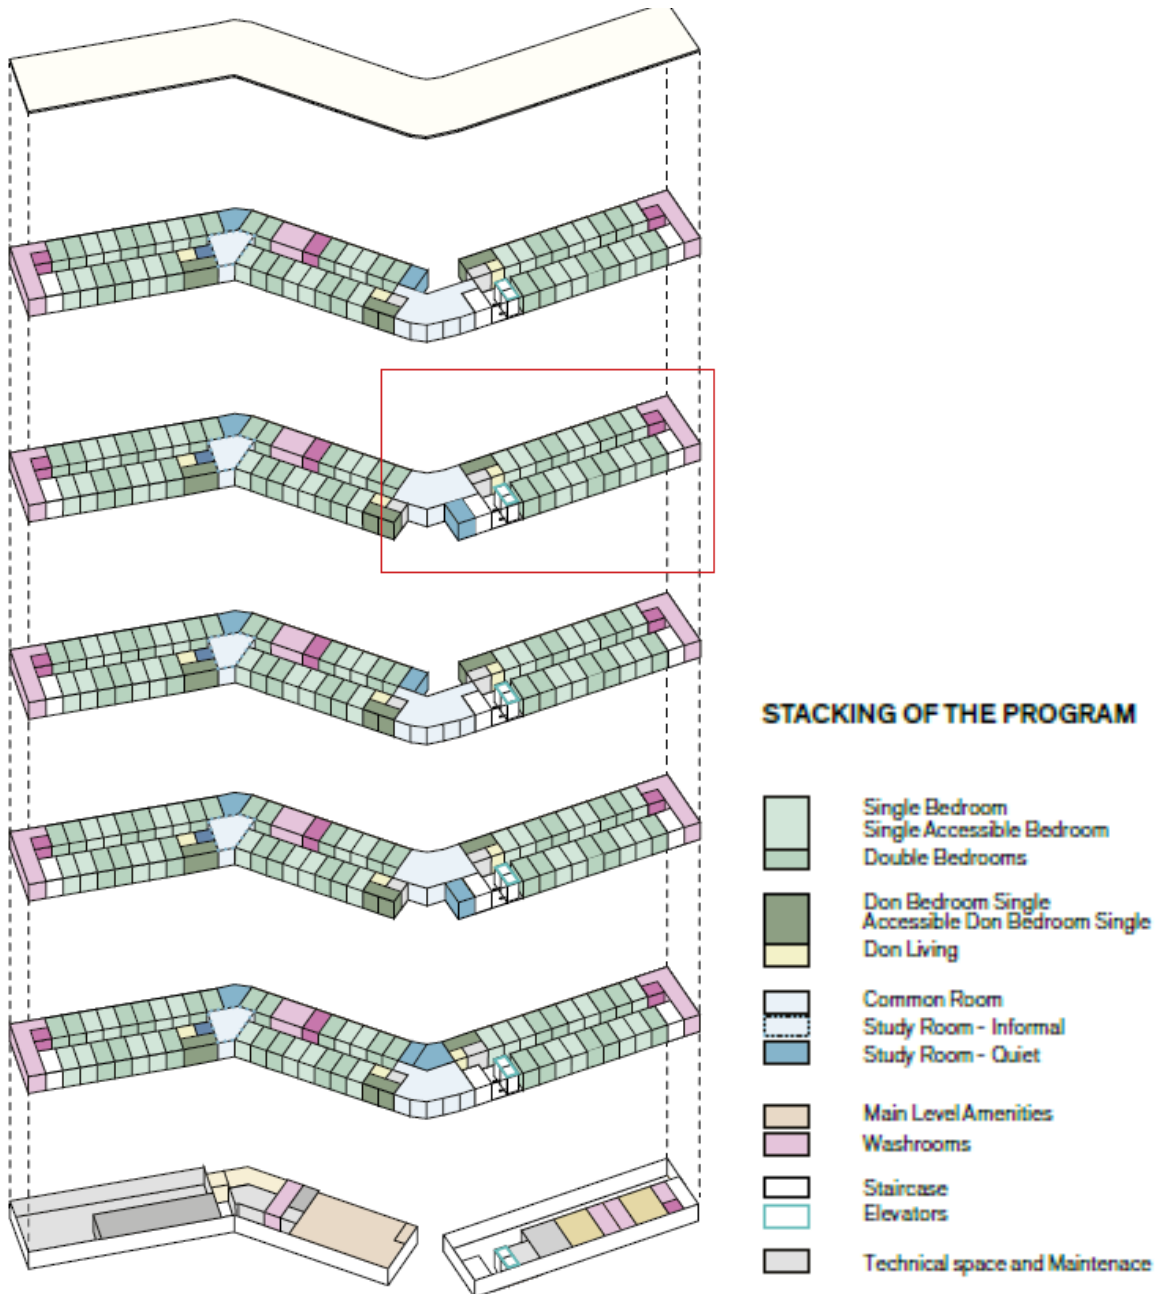 STACKING OF THE PROGRAM
Single Bedroom
Single Accessible Bedroom
Double Bedrooms
Don Bedroom Single
Accessible Don Bedroom Single
Don Living
Common Room
Study Room - Informal
Study Room - Quiet
Main Level Amenities
Washrooms
Staircase
Elevators
Technical space and Maintenace